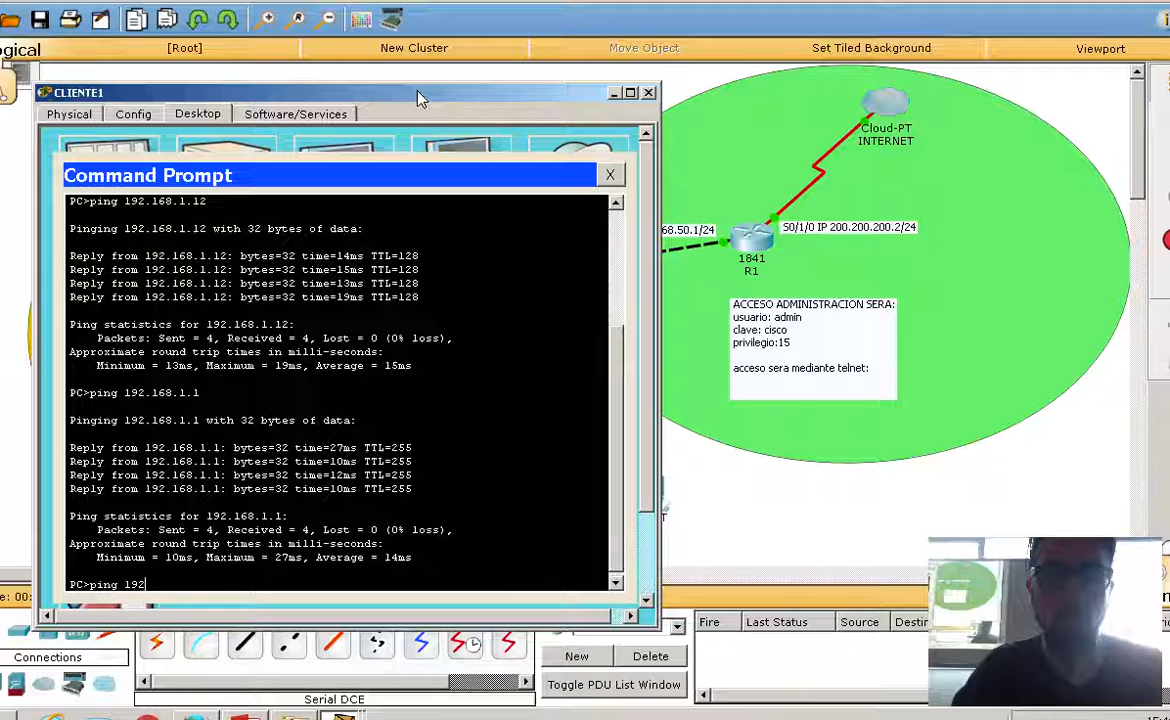 ogical
[Root]
New Cluster
Move Object
Set Tiled Background
Viewport
CLIENTE1
Physical
Config
Desktop
Software/Services
Command Prompt
X
PC>ping 192.168.1.12
Pinging 192.168.1.12 with 32 bytes of data:
Reply from 192.168.1.12: bytes=32 time=14ms TTL=128
Reply from 192.168.1.12: bytes=32 time=15ms TTL=128
Reply from 192.168.1.12: bytes=32 time=13ms TTL=128
Reply from 192.168.1.12: bytes=32 time=19ms TTL=128
Ping statistics for 192.168.1.12:
Packets: Sent = 4, Received = 4, Lost = 0 (0% loss),
Approximate round trip times in milli-seconds:
Minimum = 13ms, Maximum = 19ms, Average = 15ms
PC>ping 192.168.1.1
Pinging 192.168.1.1 with 32 bytes of data:
Reply from 192.168.1.1: bytes=32 time=27ms TTL=255
Reply from 192.168.1.1: bytes=32 time=10ms TTL=255
Reply from 192.168.1.1: bytes=32 time=12ms TTL=255
Reply from 192.168.1.1: bytes=32 time=10ms TTL=255
Ping statistics for 192.168.1.1:
Packets: Sent = 4, Received = 4, Lost = 0 (0% loss),
Approximate round trip times in milli-seconds:
Minimum = 10ms, Maximum = 27ms, Average = 14ms
PC>ping 192
Cloud-PT
INTERNET
68.50.1/24
S0/1/0 IP 200.200.200.2/24
1841
R1
ACCESO ADMINISTRACION SERA:
usuario: admin
clave: cisco
privilegio:15
acceso sera mediante telnet:
T
e: 00:
Connections
Serial DCE
New
Delete
Toggle PDU List Window
Fire
Last Status
Source
Destin